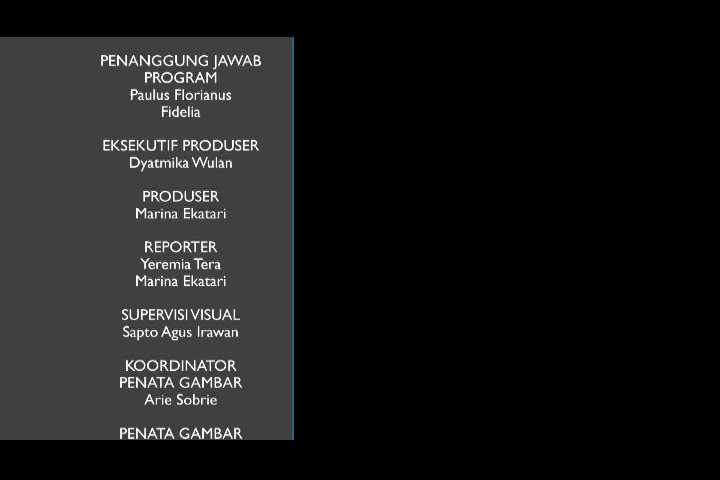 PENANGGUNG JAWAB
PROGRAM
Paulus Florianus
Fidelia
EKSEKUTIF PRODUSER
Dyatmika Wulan
PRODUSER
Marina Ekatari
REPORTER
Yeremia Tera
Marina Ekatari
SUPERVISI VISUAL
Sapto Agus Irawan
KOORDINATOR
PENATA GAMBAR
Arie Sobrie
PENATA GAMBAR